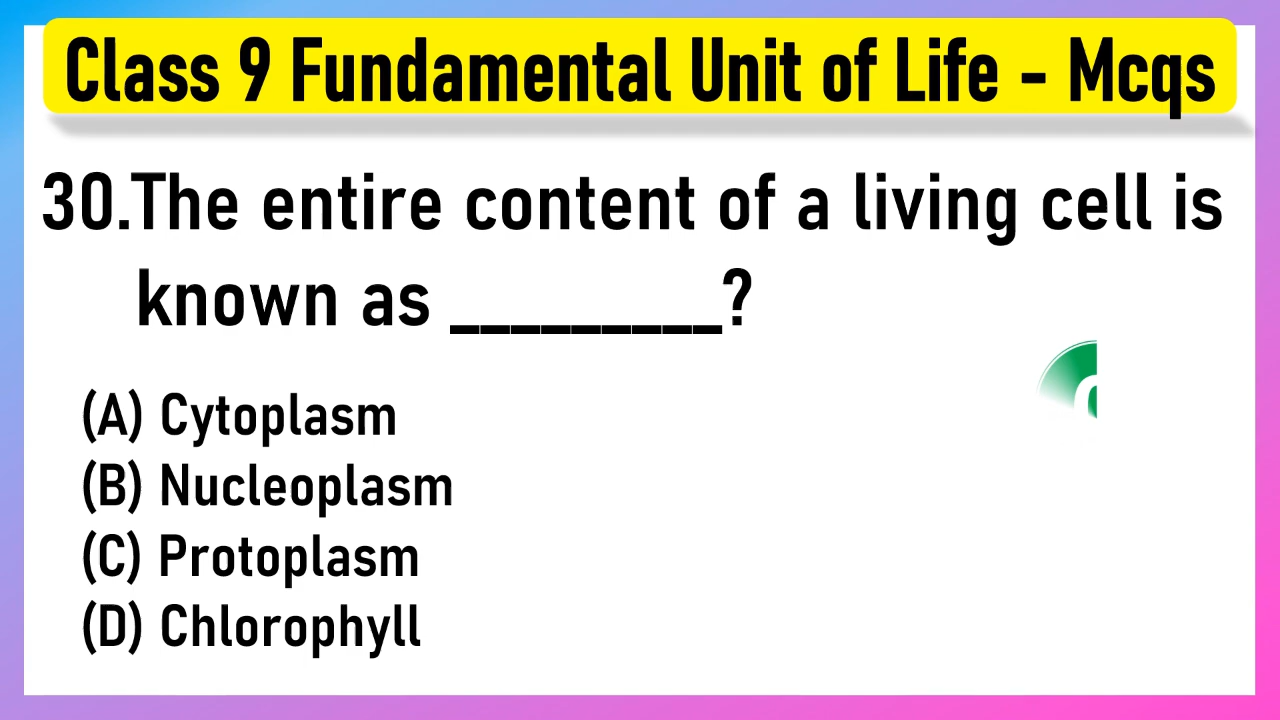 Class 9 Fundamental Unit of Life - Mcqs
30.The entire content of a living cell is
known as _________?
(A) Cytoplasm
(B) Nucleoplasm
(C) Protoplasm
(D) Chlorophyll